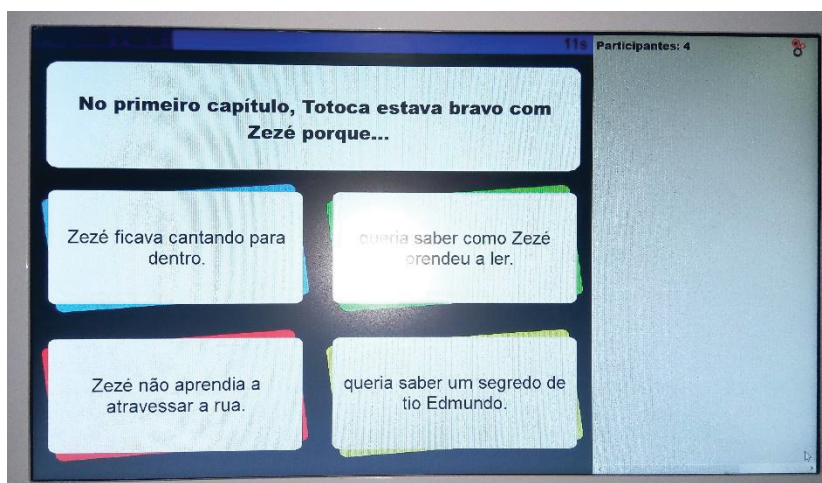 11s
Participantes: 4
No primeiro capítulo, Totoca estava bravo com
Zezé porque...
Zezé ficava cantando para
dentro.
queria saber como Zezé
prendeu a ler.
Zezé não aprendia a
atravessar a rua.
queria saber um segredo de
tio Edmundo.